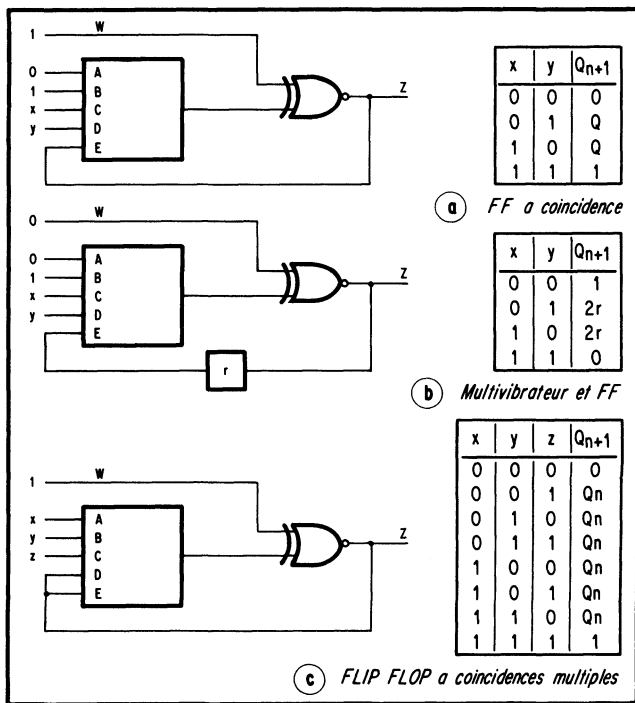 1 W
0 A
1 B
x C
y D
E
Z
x y Qn+1
0 0 0
0 1 Q
1 0 Q
1 1 1
a FF a coincidence
0 W
0 A
1 B
x C
y D
E
Z
r
x y Qn+1
0 0 1
0 1 2r
1 0 2r
1 1 0
b Multivibrateur et FF
1 W
x A
y B
z C
D
E
Z
x y z Qn+1
0 0 0 0
0 0 1 Qn
0 1 0 Qn
0 1 1 Qn
1 0 0 Qn
1 0 1 Qn
1 1 0 Qn
1 1 1 1
c FLIP FLOP a coincidences multiples